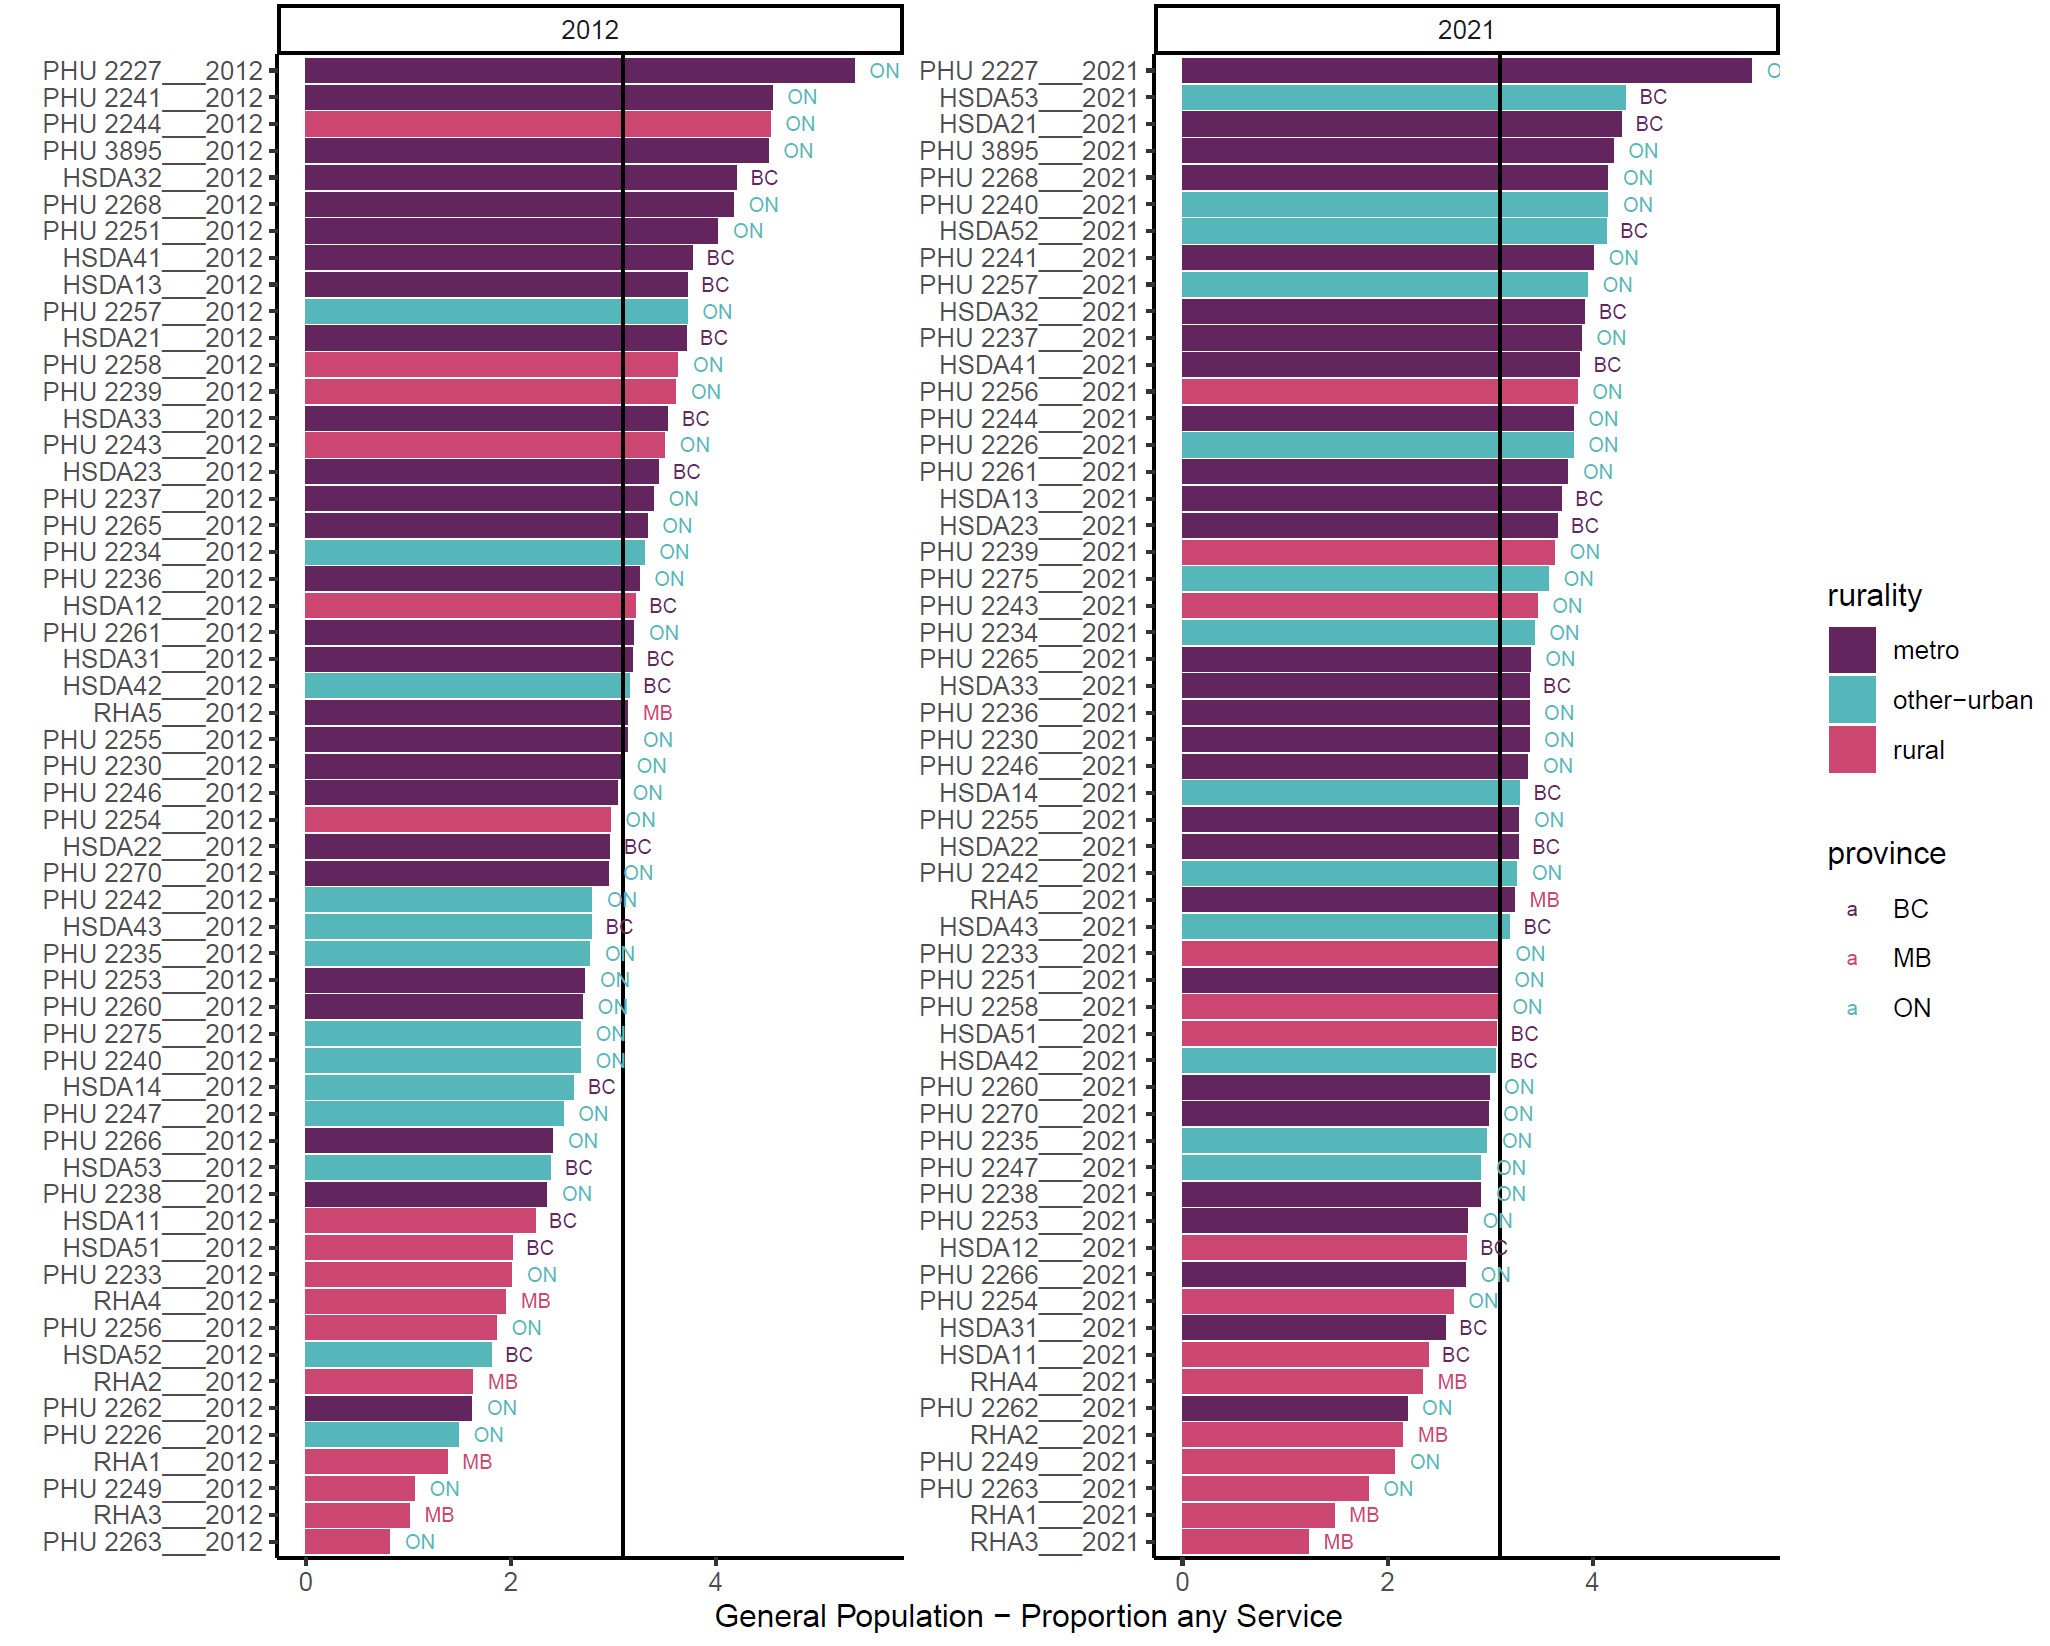 2012
PHU 2227___2012 ON
PHU 2241___2012 ON
PHU 2244___2012 ON
PHU 3895___2012 ON
HSDA32___2012 BC
PHU 2268___2012 ON
PHU 2251___2012 ON
HSDA41___2012 BC
HSDA13___2012 BC
PHU 2257___2012 ON
HSDA21___2012 BC
PHU 2258___2012 ON
PHU 2239___2012 ON
HSDA33___2012 BC
PHU 2243___2012 ON
HSDA23___2012 BC
PHU 2237___2012 ON
PHU 2265___2012 ON
PHU 2234___2012 ON
PHU 2236___2012 ON
HSDA12___2012 BC
PHU 2261___2012 ON
HSDA31___2012 BC
HSDA42___2012 BC
RHA5___2012 MB
PHU 2255___2012 ON
PHU 2230___2012 ON
PHU 2246___2012 ON
PHU 2254___2012 ON
HSDA22___2012 BC
PHU 2270___2012 ON
PHU 2242___2012 ON
HSDA43___2012 BC
PHU 2235___2012 ON
PHU 2253___2012 ON
PHU 2260___2012 ON
PHU 2275___2012 ON
PHU 2240___2012 ON
HSDA14___2012 BC
PHU 2247___2012 ON
PHU 2266___2012 ON
HSDA53___2012 BC
PHU 2238___2012 ON
HSDA11___2012 BC
HSDA51___2012 BC
PHU 2233___2012 ON
RHA4___2012 MB
PHU 2256___2012 ON
HSDA52___2012 BC
RHA2___2012 MB
PHU 2262___2012 ON
PHU 2226___2012 ON
RHA1___2012 MB
PHU 2249___2012 ON
RHA3___2012 MB
PHU 2263___2012 ON
0 2 4
2021
PHU 2227___2021 O
HSDA53___2021 BC
HSDA21___2021 BC
PHU 3895___2021 ON
PHU 2268___2021 ON
PHU 2240___2021 ON
HSDA52___2021 BC
PHU 2241___2021 ON
PHU 2257___2021 ON
HSDA32___2021 BC
PHU 2237___2021 ON
HSDA41___2021 BC
PHU 2256___2021 ON
PHU 2244___2021 ON
PHU 2226___2021 ON
PHU 2261___2021 ON
HSDA13___2021 BC
HSDA23___2021 BC
PHU 2239___2021 ON
PHU 2275___2021 ON
PHU 2243___2021 ON
PHU 2234___2021 ON
PHU 2265___2021 ON
HSDA33___2021 BC
PHU 2236___2021 ON
PHU 2230___2021 ON
PHU 2246___2021 ON
HSDA14___2021 BC
PHU 2255___2021 ON
HSDA22___2021 BC
PHU 2242___2021 ON
RHA5___2021 MB
HSDA43___2021 BC
PHU 2233___2021 ON
PHU 2251___2021 ON
PHU 2258___2021 ON
HSDA51___2021 BC
HSDA42___2021 BC
PHU 2260___2021 ON
PHU 2270___2021 ON
PHU 2235___2021 ON
PHU 2247___2021 ON
PHU 2238___2021 ON
PHU 2253___2021 ON
HSDA12___2021 BC
PHU 2266___2021 ON
PHU 2254___2021 ON
HSDA31___2021 BC
HSDA11___2021 BC
RHA4___2021 MB
PHU 2262___2021 ON
RHA2___2021 MB
PHU 2249___2021 ON
PHU 2263___2021 ON
RHA1___2021 MB
RHA3___2021 MB
0 2 4
General Population − Proportion any Service
rurality
metro
other−urban
rural
province
a BC
a MB
a ON